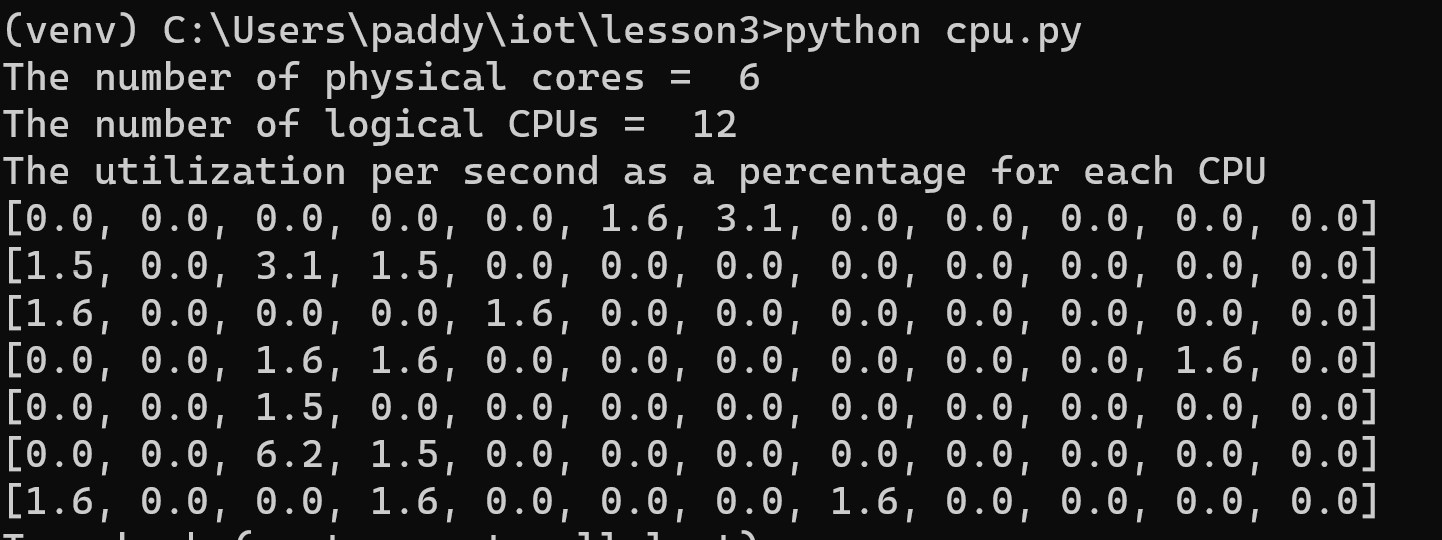 (venv) C:\Users\paddy\iot\lesson3>python cpu.py
The number of physical cores =  6
The number of logical CPUs =  12
The utilization per second as a percentage for each CPU
[0.0, 0.0, 0.0, 0.0, 0.0, 1.6, 3.1, 0.0, 0.0, 0.0, 0.0, 0.0]
[1.5, 0.0, 3.1, 1.5, 0.0, 0.0, 0.0, 0.0, 0.0, 0.0, 0.0, 0.0]
[1.6, 0.0, 0.0, 0.0, 1.6, 0.0, 0.0, 0.0, 0.0, 0.0, 0.0, 0.0]
[0.0, 0.0, 1.6, 1.6, 0.0, 0.0, 0.0, 0.0, 0.0, 0.0, 1.6, 0.0]
[0.0, 0.0, 1.5, 0.0, 0.0, 0.0, 0.0, 0.0, 0.0, 0.0, 0.0, 0.0]
[0.0, 0.0, 6.2, 1.5, 0.0, 0.0, 0.0, 0.0, 0.0, 0.0, 0.0, 0.0]
[1.6, 0.0, 0.0, 1.6, 0.0, 0.0, 0.0, 1.6, 0.0, 0.0, 0.0, 0.0]